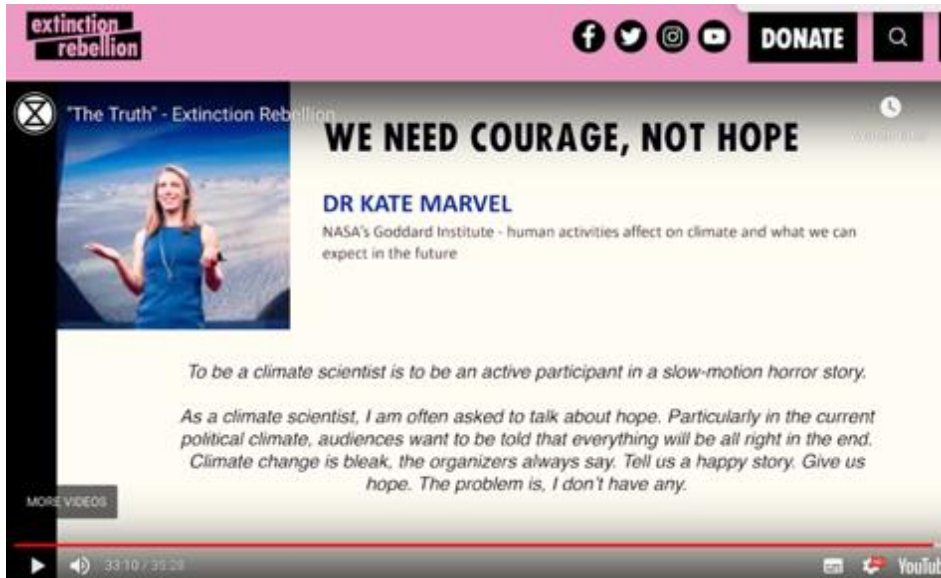 extinction
rebellion
DONATE
"The Truth" - Extinction Rebellion
WE NEED COURAGE, NOT HOPE
DR KATE MARVEL
NASA's Goddard Institute - human activities affect on climate and what we can
expect in the future
To be a climate scientist is to be an active participant in a slow-motion horror story.
As a climate scientist, I am often asked to talk about hope. Particularly in the current
political climate, audiences want to be told that everything will be all right in the end.
Climate change is bleak, the organizers always say. Tell us a happy story. Give us
hope. The problem is, I don't have any.
MORE VIDEOS
33:10 / 35:28
YouTub